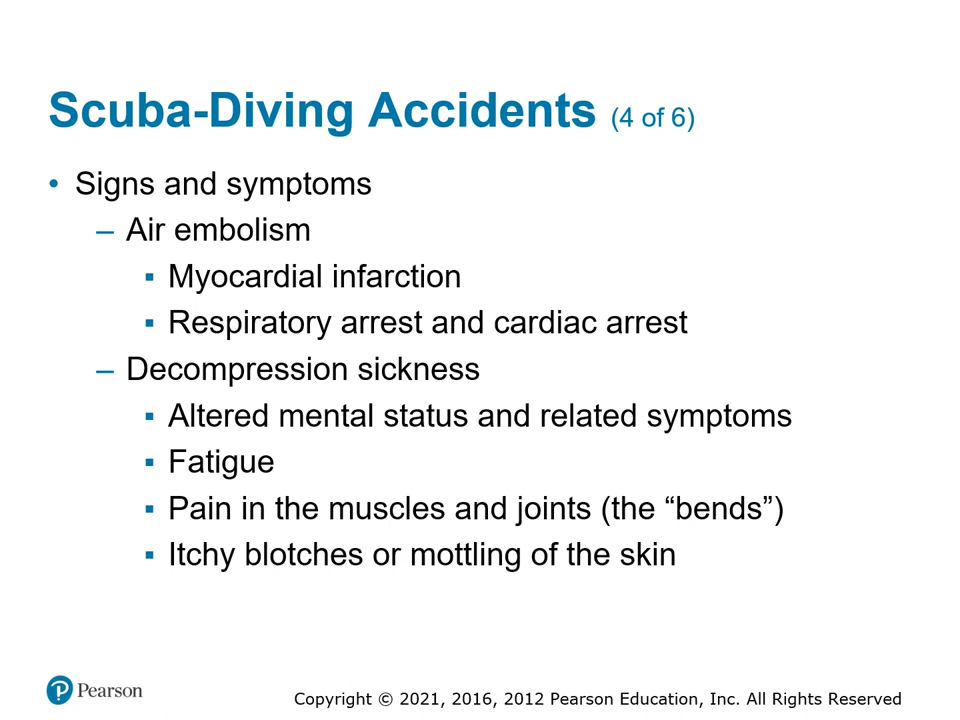 Scuba-Diving Accidents (4 of 6)
• Signs and symptoms
– Air embolism
▪ Myocardial infarction
▪ Respiratory arrest and cardiac arrest
– Decompression sickness
▪ Altered mental status and related symptoms
▪ Fatigue
▪ Pain in the muscles and joints (the “bends”)
▪ Itchy blotches or mottling of the skin
Pearson
Copyright © 2021, 2016, 2012 Pearson Education, Inc. All Rights Reserved